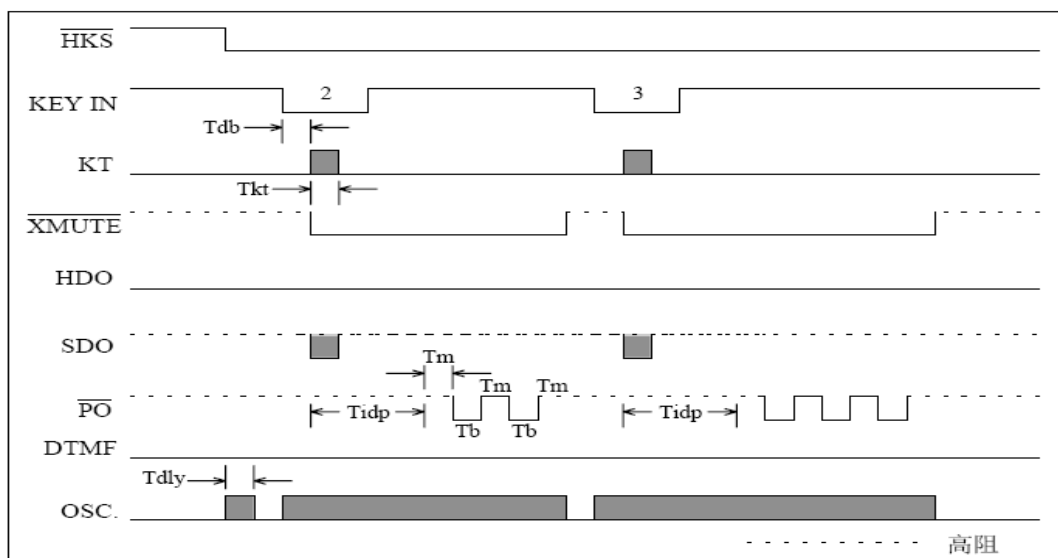 HKS
KEY IN 2 3
Tdb
KT
Tkt
XMUTE
HDO
SDO
Tm
Tm Tm
PO Tidp Tidp
Tb Tb
DTMF
Tdly
OSC.
高阻